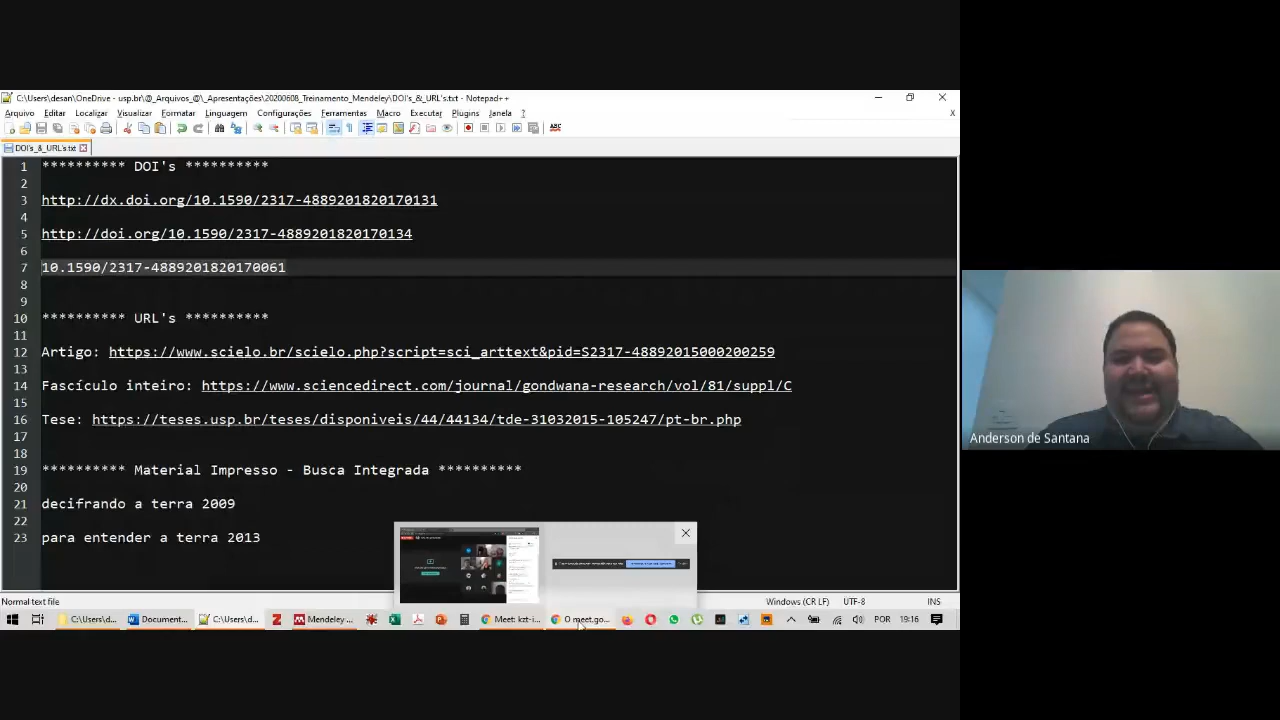 C:\Users\desan\OneDrive - usp.br\@_Arquivos_@\_Apresentações\20200608_Treinamento_Mendeley\DOI's_&_URL's.txt - Notepad++
Arquivo Editar Localizar Visualizar Formatar Linguagem Configurações Ferramentas Macro Executar Plugins Janela ? X
DOI's_&_URL's.txt
1 ********** DOI's **********
2
3 http://dx.doi.org/10.1590/2317-4889201820170131
4
5 http://doi.org/10.1590/2317-4889201820170134
6
7 10.1590/2317-4889201820170061
8
9
10 ********** URL's **********
11
12 Artigo: https://www.scielo.br/scielo.php?script=sci_arttext&pid=S2317-48892015000200259
13
14 Fascículo inteiro: https://www.sciencedirect.com/journal/gondwana-research/vol/81/suppl/C
15
16 Tese: https://teses.usp.br/teses/disponiveis/44/44134/tde-31032015-105247/pt-br.php
17
18
19 ********** Material Impresso - Busca Integrada **********
20
21 decifrando a terra 2009
22
23 para entender a terra 2013
Anderson de Santana
Normal text file Windows (CR LF) UTF-8 INS
C:\Users\d... Document... C:\Users\d... Mendeley ... Meet: kzt-i... O meet.go... POR 19:16